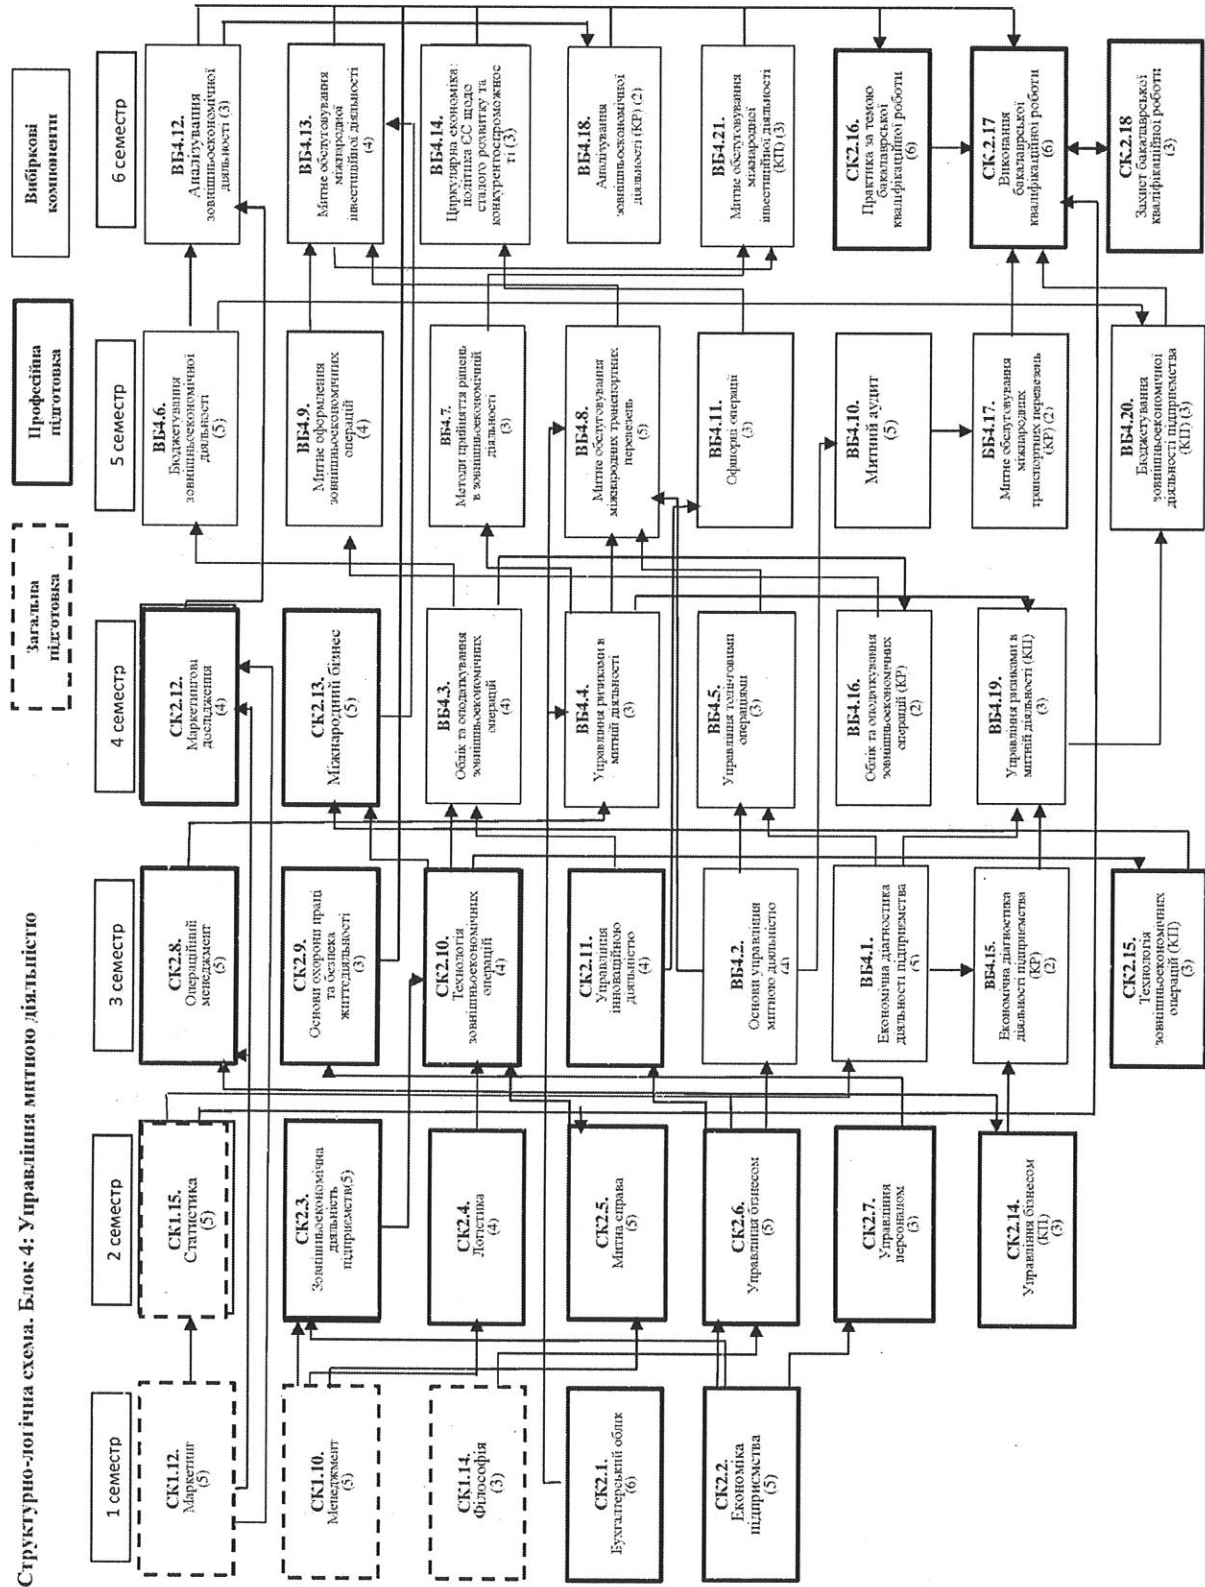 Структурно-логічна схема. Блок 4: Управління митною діяльністю
Загальна
підготовка
Професійна
підготовка
Вибіркові
компоненти
1 семестр
СК1.12.
Маркетинг
(5)
СК1.10.
Менеджмент
(5)
СК1.14.
Філософія
(3)
СК2.1.
Бухгалтерський облік
(6)
СК2.2.
Економіка
підприємства
(5)
2 семестр
СК1.15.
Статистика
(5)
СК2.3.
Зовнішньоекономічна
діяльність
підприємств(5)
СК2.4.
Логістика
(4)
СК2.5.
Митна справа
(5)
СК2.6.
Управління бізнесом
(5)
СК2.7.
Управління
персоналом
(3)
СК2.14.
Управління бізнесом
(КП)
(3)
3 семестр
СК2.8.
Операційний
менеджмент
(5)
СК2.9.
Основи охорони праці
та безпека
життєдіяльності
(3)
СК2.10.
Технологія
зовнішньоекономічних
операцій
(4)
СК2.11.
Управління
інноваційною
діяльністю
(4)
ВБ4.2.
Основи управління
митною діяльністю
(4)
ВБ4.1.
Економічна діагностика
діяльності підприємства
(5)
ВБ4.15.
Економічна діагностика
діяльності підприємства
(КР)
(2)
СК2.15.
Технологія
зовнішньоекономічних
операцій (КП)
(3)
4 семестр
СК2.12.
Маркетингові
дослідження
(4)
СК2.13.
Міжнародний бізнес
(5)
ВБ4.3.
Облік та оподаткування
зовнішньоекономічних
операцій
(4)
ВБ4.4.
Управління ризиками в
митній діяльності
(3)
ВБ4.5.
Управління толінговими
операціями
(3)
ВБ4.16.
Облік та оподаткування
зовнішньоекономічних
операцій (КР)
(2)
ВБ4.19.
Управління ризиками в
митній діяльності (КП)
(3)
5 семестр
ВБ4.6.
Бюджетування
зовнішньоекономічної
діяльності
(5)
ВБ4.9.
Митне оформлення
зовнішньоекономічних
операцій
(4)
ВБ4.7.
Методи прийняття рішень
в зовнішньоекономічній
діяльності
(3)
ВБ4.8.
Митне обслуговування
міжнародних транспортних
перевезень
(5)
ВБ4.11.
Офшорні операції
(3)
ВБ4.10.
Митний аудит
(5)
ВБ4.17.
Митне обслуговування
міжнародних
транспортних перевезень
(КР) (2)
ВБ4.20.
Бюджетування
зовнішньоекономічної
діяльності підприємства
(КП) (3)
6 семестр
ВБ4.12.
Аналітування
зовнішньоекономічної
діяльності (3)
ВБ4.13.
Митне обслуговування
міжнародної
інвестиційної діяльності
(4)
ВБ4.14.
Циркулярна економіка:
політика ЄС щодо
сталого розвитку та
конкурентоспроможнос
ті (3)
ВБ4.18.
Аналізування
зовнішньоекономічної
діяльності (КР) (2)
ВБ4.21.
Митне обслуговування
міжнародної
інвестиційної діяльності
(КП) (3)
СК2.16.
Практика за темою
бакалаврської
кваліфікаційної роботи
(6)
СК.2.17
Виконання
бакалаврської
кваліфікаційної роботи
(6)
СК.2.18
Захист бакалаврської
кваліфікаційної роботи
(3)